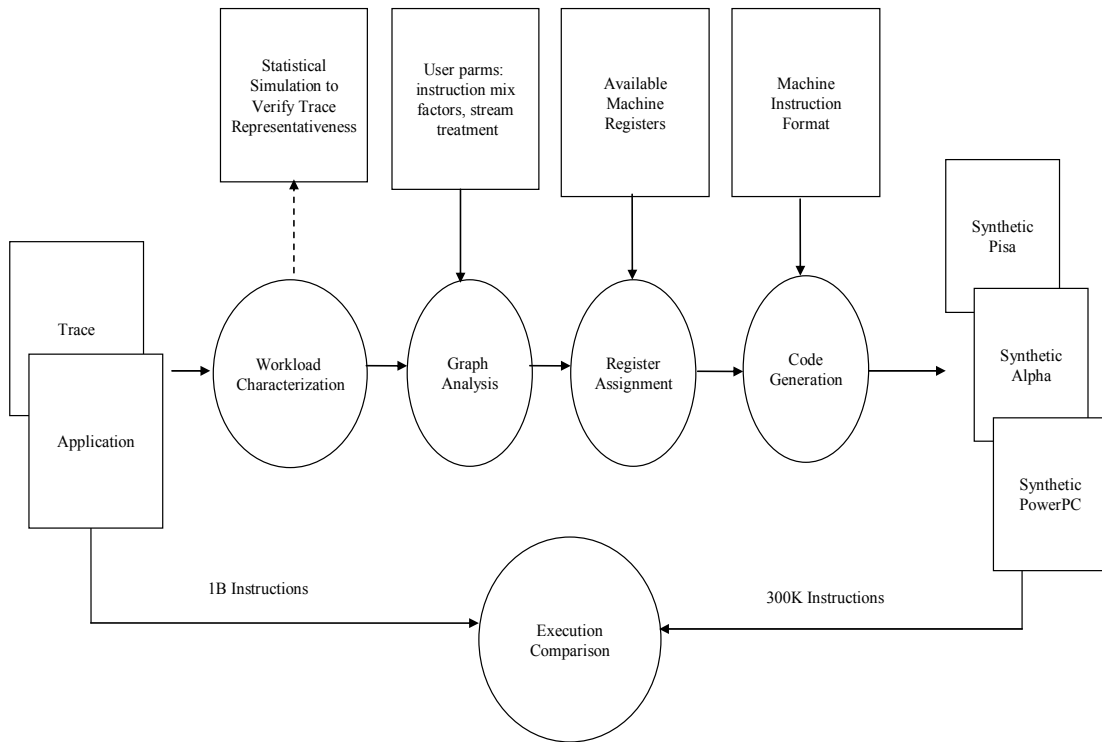 Statistical
Simulation to
Verify Trace
Representativeness
User parms:
instruction mix
factors, stream
treatment
Available
Machine
Registers
Machine
Instruction
Format
Trace
Application
Workload
Characterization
Graph
Analysis
Register
Assignment
Code
Generation
Synthetic
Pisa
Synthetic
Alpha
Synthetic
PowerPC
1B Instructions
300K Instructions
Execution
Comparison